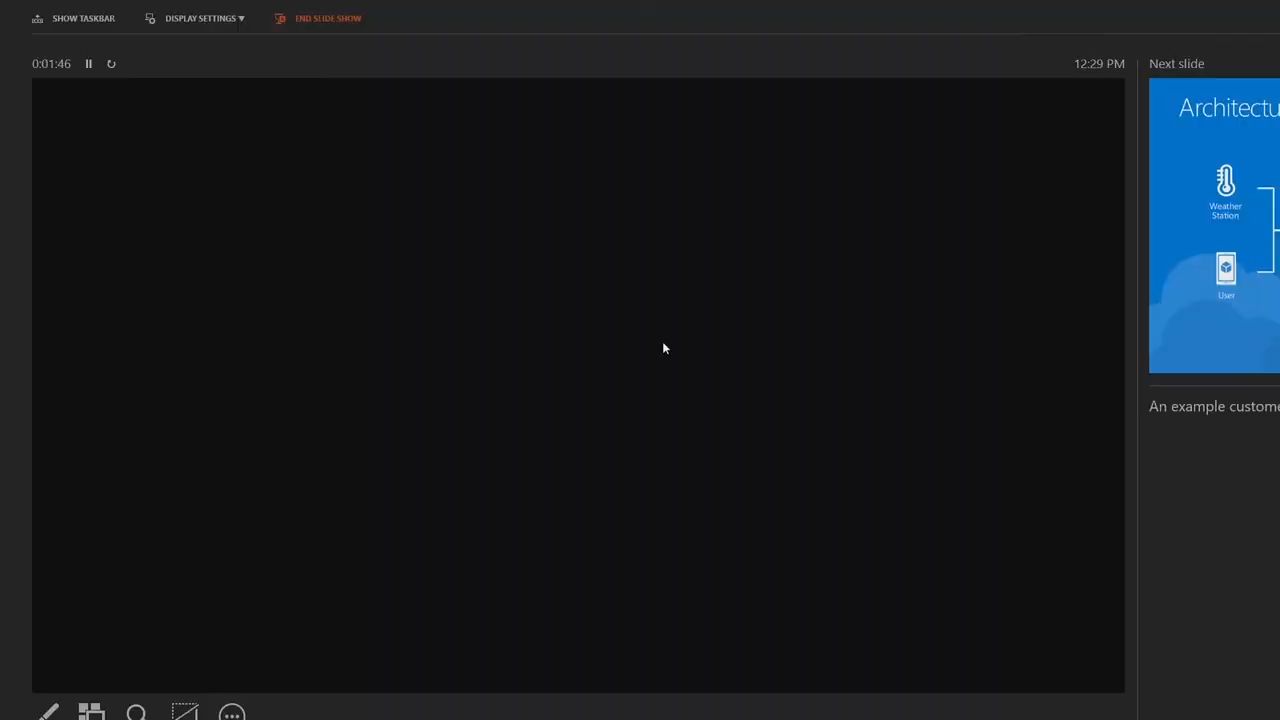 SHOW TASKBAR
DISPLAY SETTINGS ▼
END SLIDE SHOW
0:01:46
12:29 PM
Next slide
Architectu
Weather
Station
User
An example custome